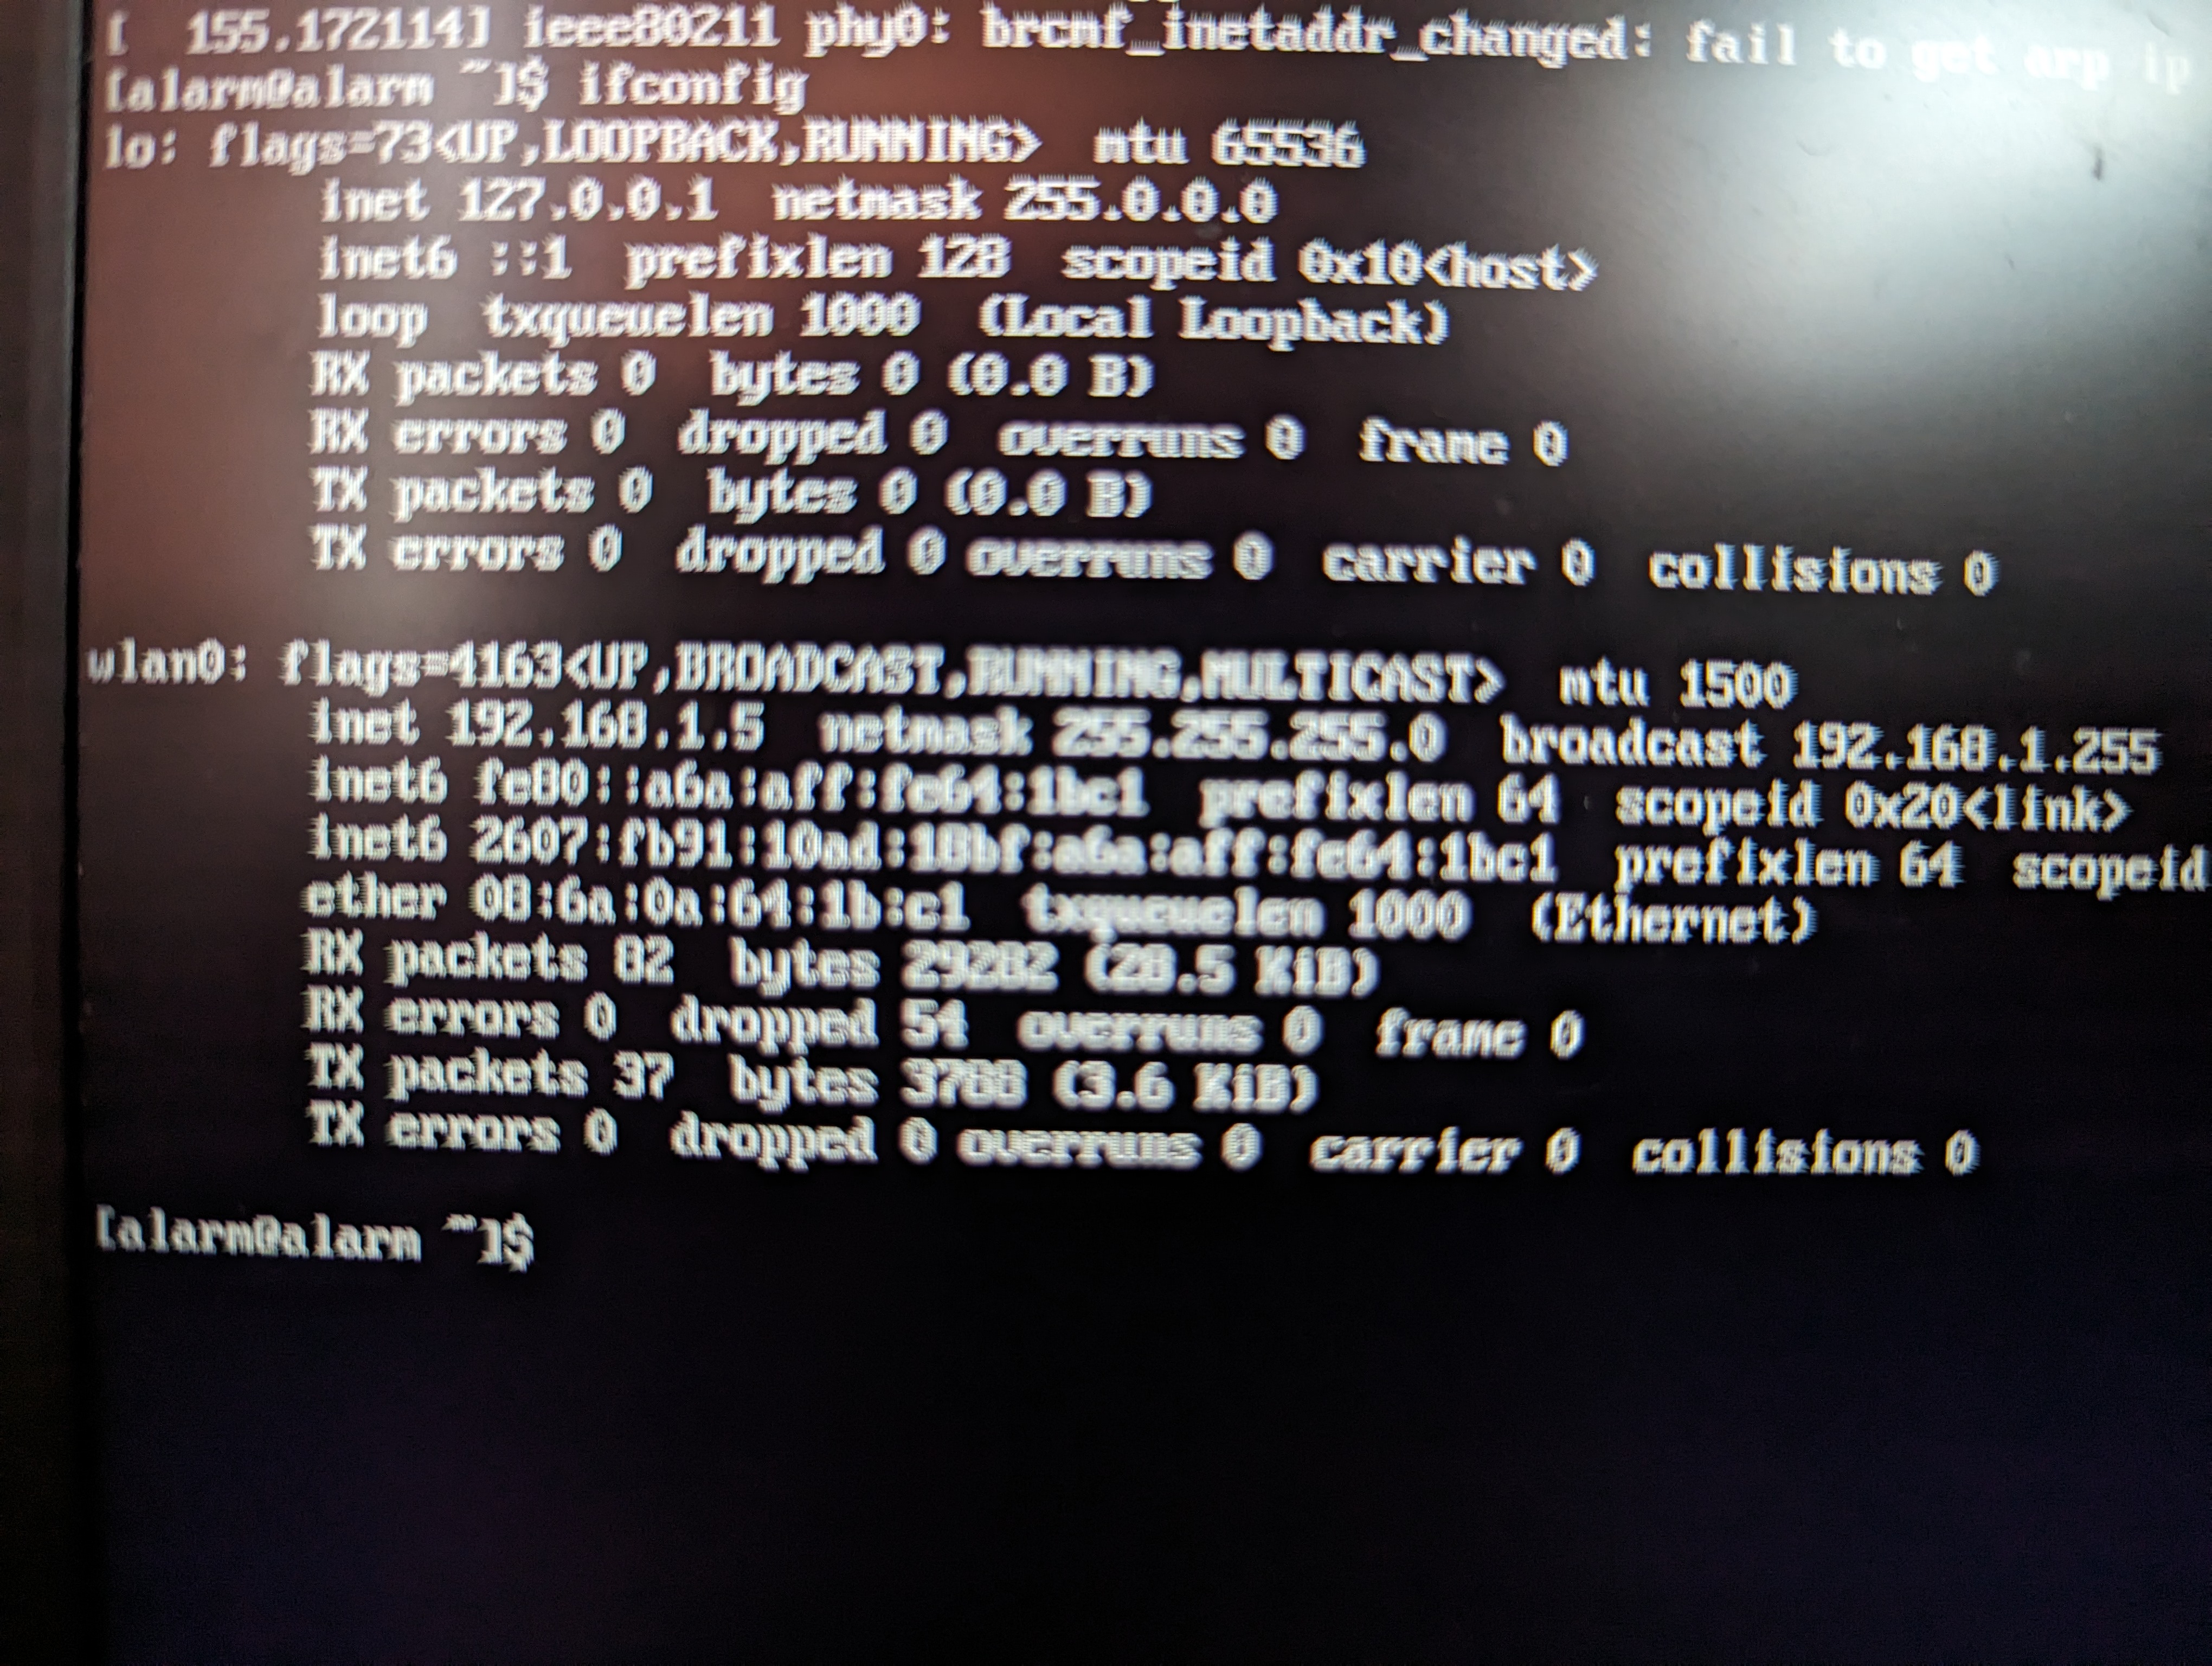 [  155.172114] ieee80211 phy0: brcmf_inetaddr_changed: fail to get arp ip
[alarm@alarm ~]$ ifconfig
lo: flags=73<UP,LOOPBACK,RUNNING>  mtu 65536
        inet 127.0.0.1  netmask 255.0.0.0
        inet6 ::1  prefixlen 128  scopeid 0x10<host>
        loop  txqueuelen 1000  (Local Loopback)
        RX packets 0  bytes 0 (0.0 B)
        RX errors 0  dropped 0  overruns 0  frame 0
        TX packets 0  bytes 0 (0.0 B)
        TX errors 0  dropped 0 overruns 0  carrier 0  collisions 0
wlan0: flags=4163<UP,BROADCAST,RUNNING,MULTICAST>  mtu 1500
        inet 192.168.1.5  netmask 255.255.255.0  broadcast 192.168.1.255
        inet6 fe80::a6a:aff:fe64:1bc1  prefixlen 64  scopeid 0x20<link>
        inet6 2607:fb91:10ad:18bf:a6a:aff:fe64:1bc1  prefixlen 64  scopeid
        ether 08:6a:0a:64:1b:c1  txqueuelen 1000  (Ethernet)
        RX packets 82  bytes 29282 (28.5 KiB)
        RX errors 0  dropped 54  overruns 0  frame 0
        TX packets 37  bytes 3788 (3.6 KiB)
        TX errors 0  dropped 0 overruns 0  carrier 0  collisions 0
[alarm@alarm ~]$